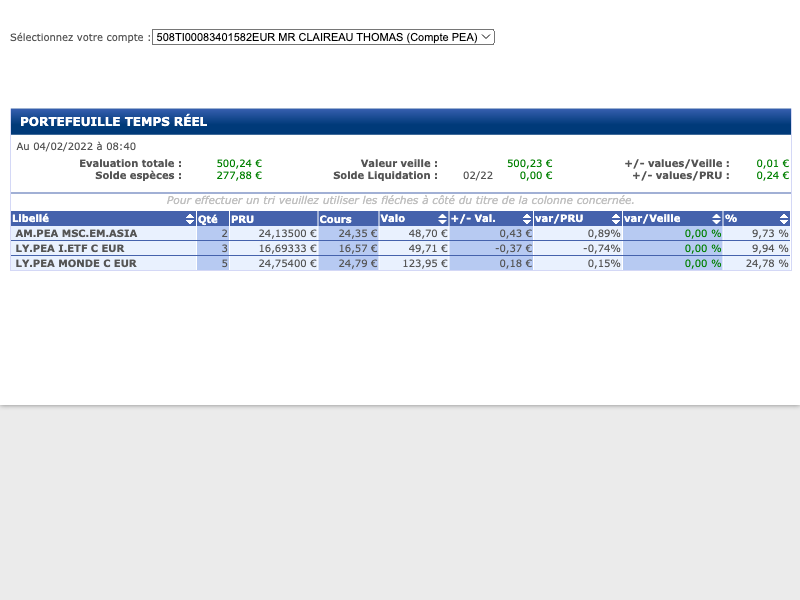 Sélectionnez votre compte : 508TI00083401582EUR MR CLAIREAU THOMAS (Compte PEA)
PORTEFEUILLE TEMPS RÉEL
Au 04/02/2022 à 08:40
Evaluation totale : 500,24 € Valeur veille : 500,23 € +/- values/Veille : 0,01 €
Solde espèces : 277,88 € Solde Liquidation : 02/22 0,00 € +/- values/PRU : 0,24 €
Pour effectuer un tri veuillez utiliser les fléches à côté du titre de la colonne concernée.
Libellé Qté PRU Cours Valo +/- Val. var/PRU var/Veille %
AM.PEA MSC.EM.ASIA 2 24,13500 € 24,35 € 48,70 € 0,43 € 0,89% 0,00 % 9,73 %
LY.PEA I.ETF C EUR 3 16,69333 € 16,57 € 49,71 € -0,37 € -0,74% 0,00 % 9,94 %
LY.PEA MONDE C EUR 5 24,75400 € 24,79 € 123,95 € 0,18 € 0,15% 0,00 % 24,78 %